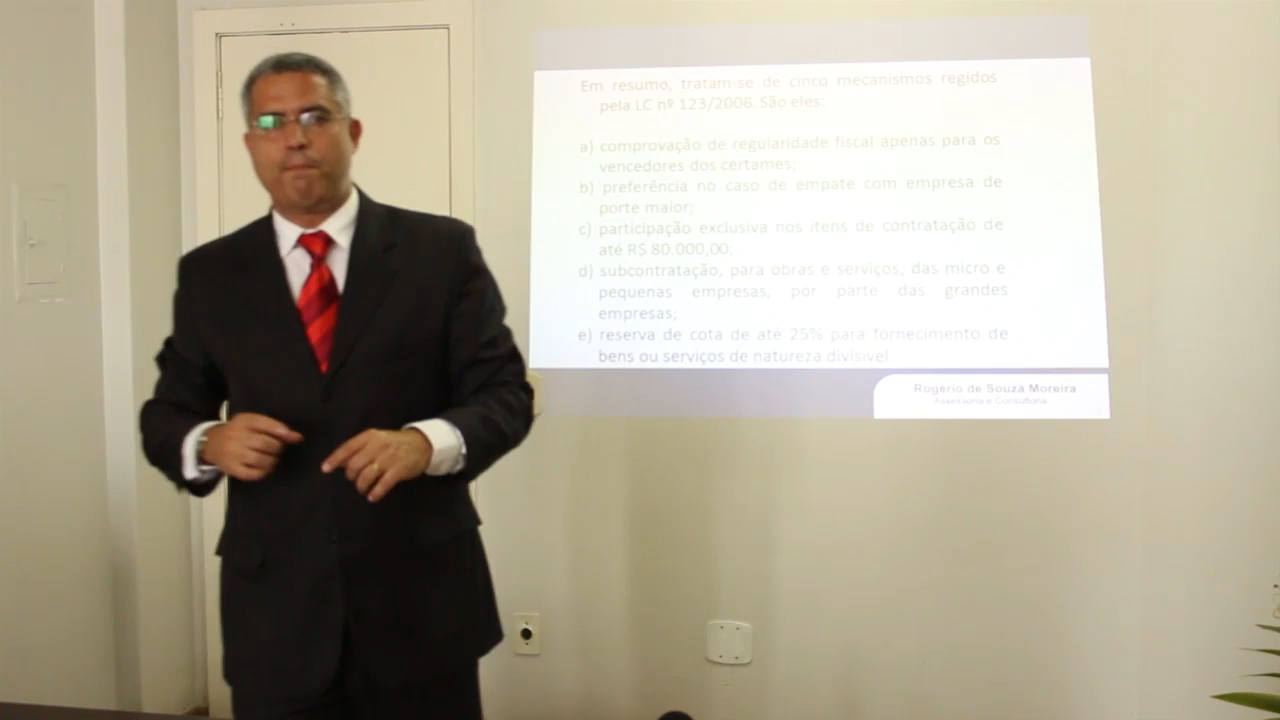 Em resumo, tratam-se de cinco mecanismos regidos
pela LC nº 123/2006. São eles:
a) comprovação de regularidade fiscal apenas para os
vencedores dos certames;
b) preferência no caso de empate com empresa de
porte maior;
c) participação exclusiva nos itens de contratação de
até R$ 80.000,00;
d) subcontratação, para obras e serviços, das micro e
pequenas empresas, por parte das grandes
empresas;
e) reserva de cota de até 25% para fornecimento de
bens ou serviços de natureza divisível
Rogério de Souza Moreira
Assessoria e Consultoria